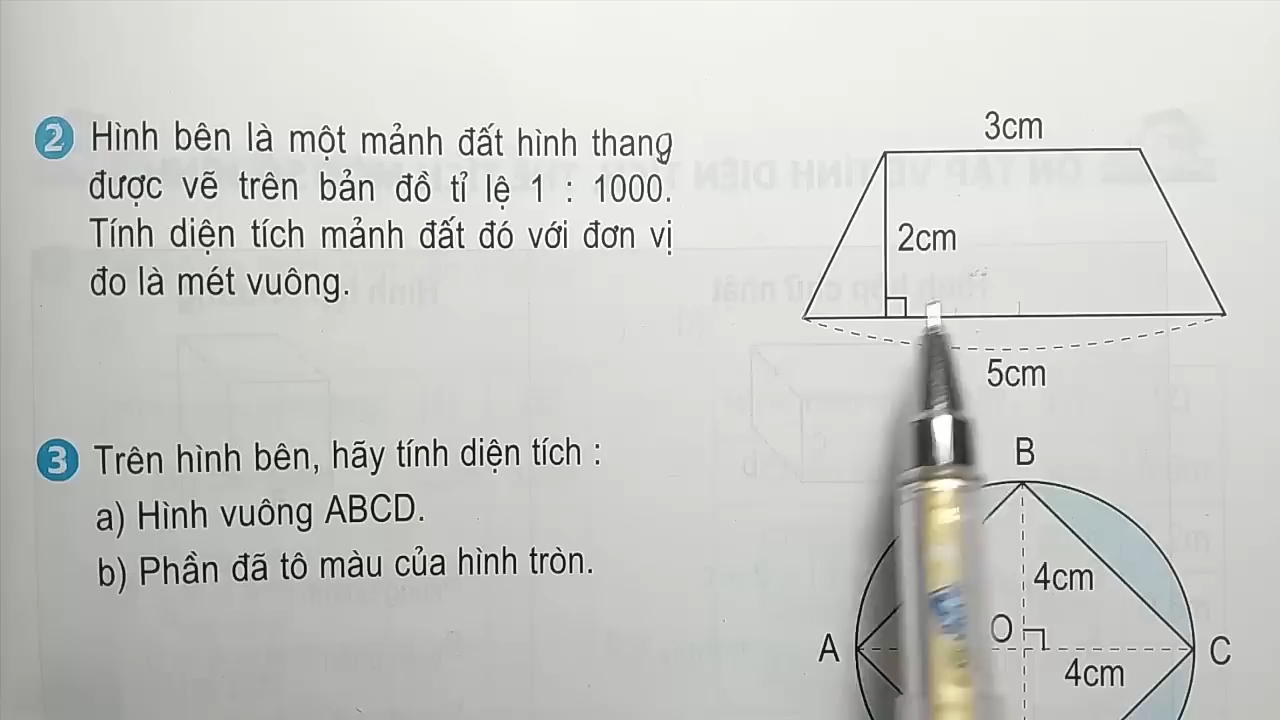 2 Hình bên là một mảnh đất hình thang
được vẽ trên bản đồ tỉ lệ 1 : 1000.
Tính diện tích mảnh đất đó với đơn vị
đo là mét vuông.
3cm
2cm
5cm
3 Trên hình bên, hãy tính diện tích :
a) Hình vuông ABCD.
b) Phần đã tô màu của hình tròn.
B
4cm
O
A
C
4cm